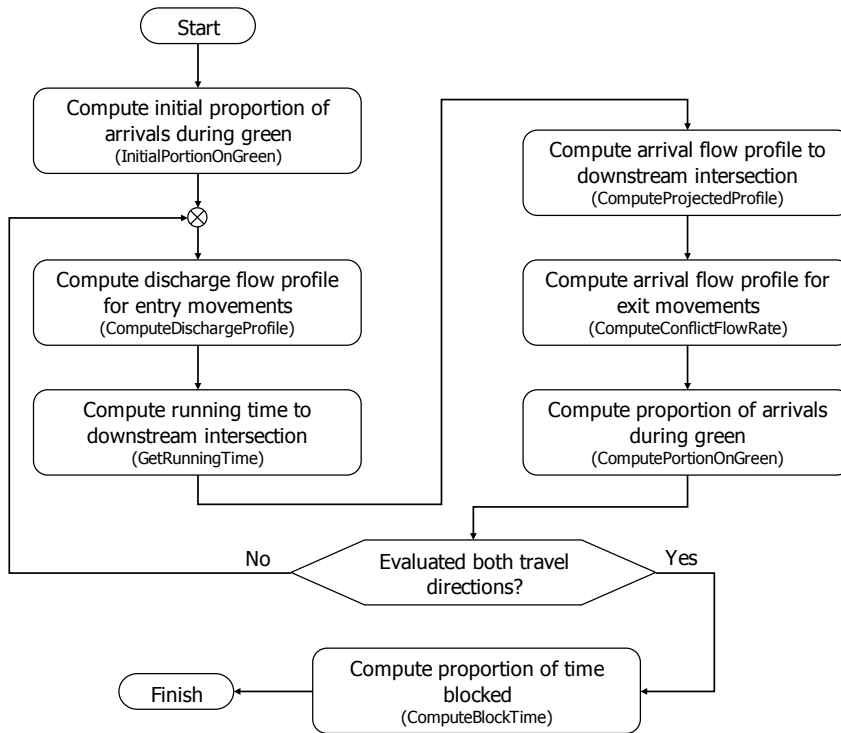 Start
Compute initial proportion of
arrivals during green
(InitialPortionOnGreen)
Compute discharge flow profile
for entry movements
(ComputeDischargeProfile)
Compute running time to
downstream intersection
(GetRunningTime)
Compute arrival flow profile to
downstream intersection
(ComputeProjectedProfile)
Compute arrival flow profile for
exit movements
(ComputeConflictFlowRate)
Compute proportion of arrivals
during green
(ComputePortionOnGreen)
No
Evaluated both travel
directions?
Yes
Compute proportion of time
blocked
(ComputeBlockTime)
Finish